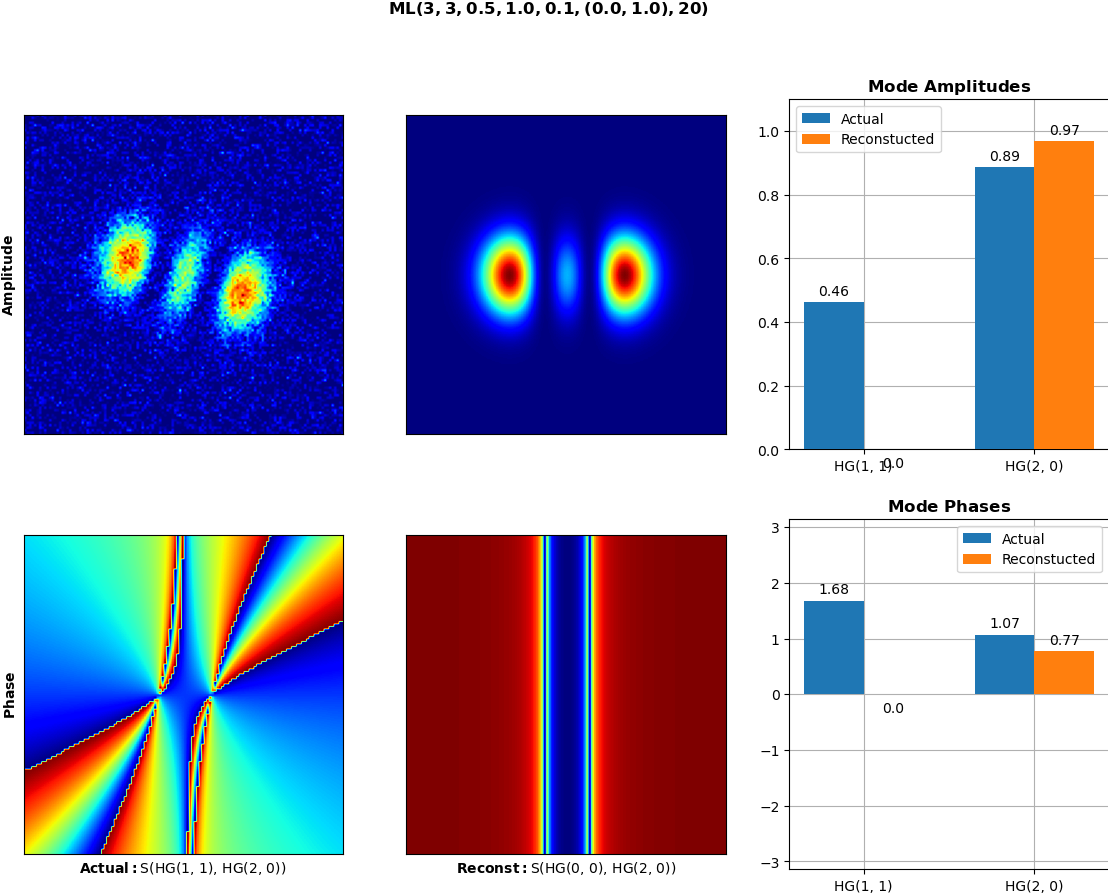 ML(3, 3, 0.5, 1.0, 0.1, (0.0, 1.0), 20)
Amplitude
Mode Amplitudes
Actual
Reconstucted
1.0
0.8
0.6
0.4
0.2
0.0
0.46
0.0
0.89
0.97
HG(1, 1)
HG(2, 0)
Phase
Actual: S(HG(1, 1), HG(2, 0))
Reconst: S(HG(0, 0), HG(2, 0))
Mode Phases
Actual
Reconstucted
3
2
1
0
−1
−2
−3
1.68
0.0
1.07
0.77
HG(1, 1)
HG(2, 0)